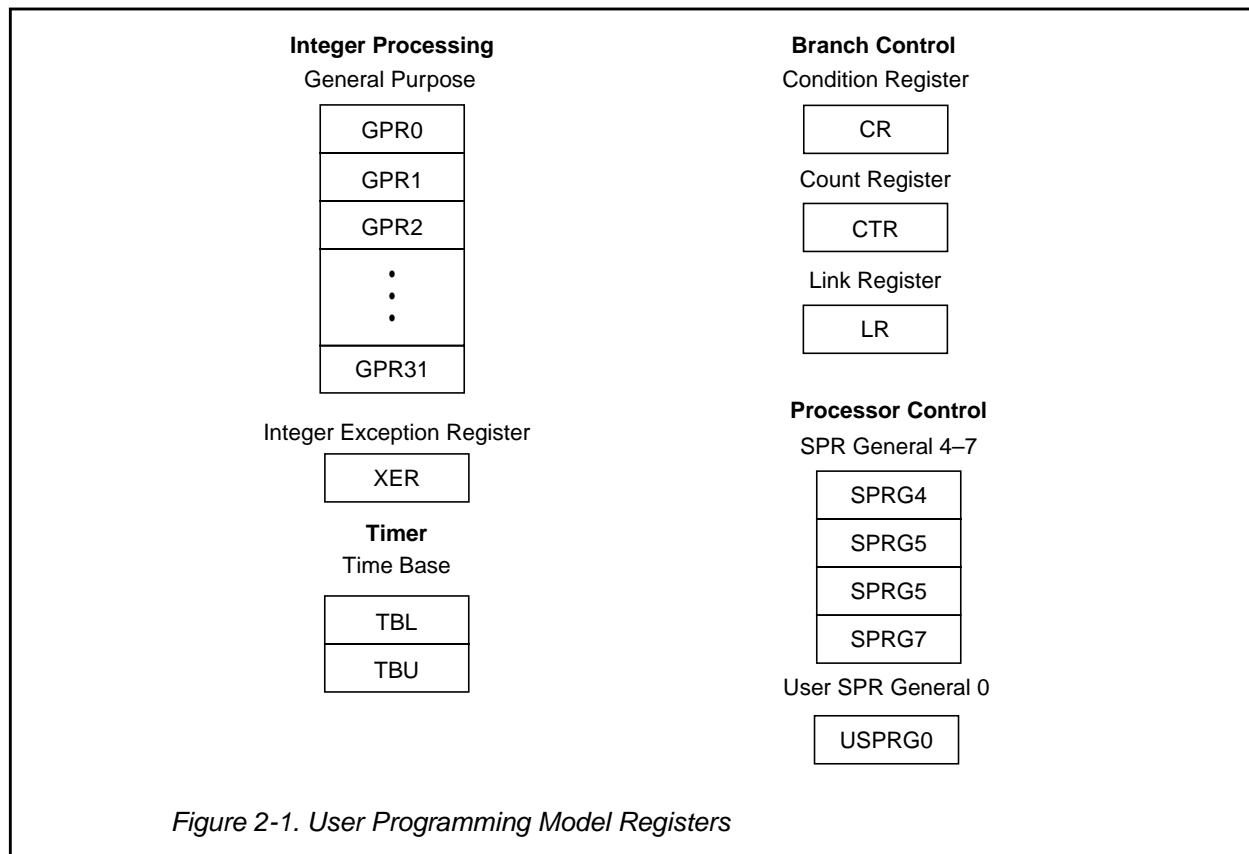 Integer Processing
General Purpose
GPR0
GPR1
GPR2
GPR31
Integer Exception Register
XER
Timer
Time Base
TBL
TBU
Branch Control
Condition Register
CR
Count Register
CTR
Link Register
LR
Processor Control
SPR General 4–7
SPRG4
SPRG5
SPRG5
SPRG7
User SPR General 0
USPRG0
Figure 2-1. User Programming Model Registers